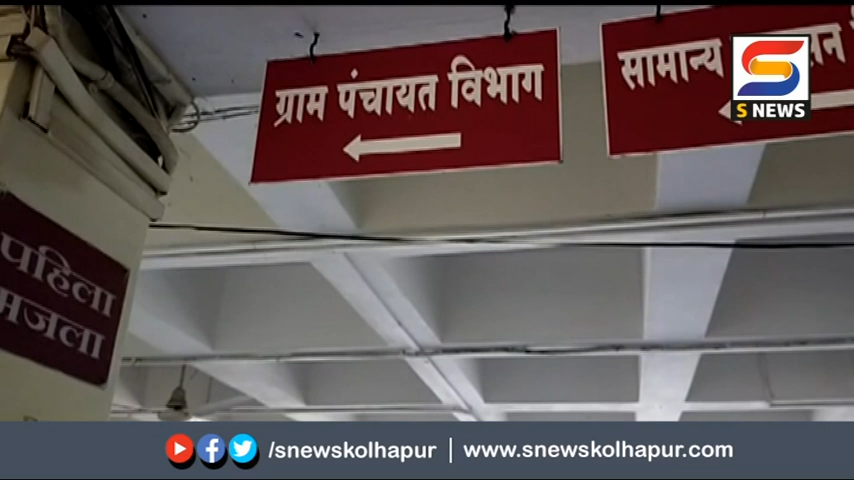 ग्राम पंचायत विभाग
सामान्य
S NEWS
पहिला
मजला
/snewskolhapur | www.snewskolhapur.com